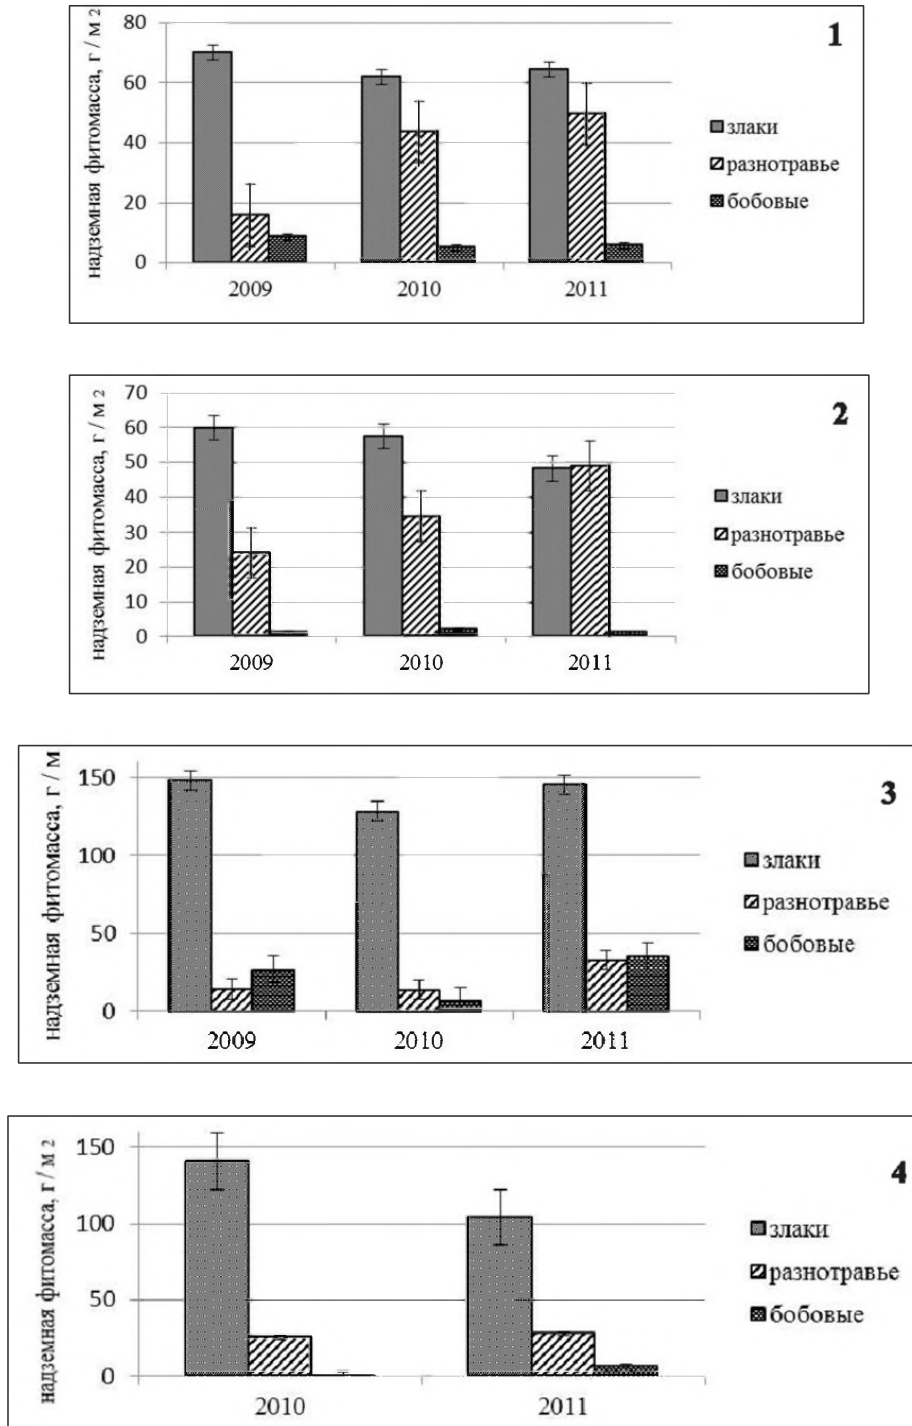 надземная фитомасса, г / м 2
80
60
40
20
0
2009
2010
2011
1
злаки
разнотравье
бобовые
надземная фитомасса, г / м 2
70
60
50
40
30
20
10
0
2009
2010
2011
2
злаки
разнотравье
бобовые
надземная фитомасса, г / м
150
100
50
0
2009
2010
2011
3
злаки
разнотравье
бобовые
надземная фитомасса, г / м 2
150
100
50
0
2010
2011
4
злаки
разнотравье
бобовые